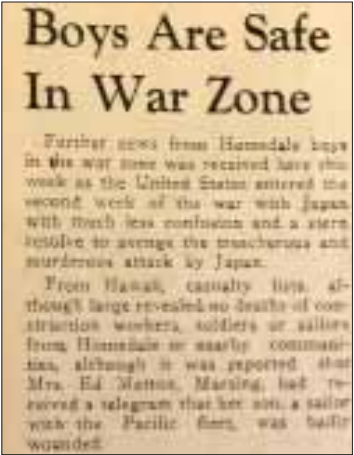 Boys Are Safe
In War Zone
Further news from Homedale boys
in the war zone was received here this
week as the United States entered the
second week of the war with Japan
with much less confusion and a stern
resolve to avenge the treacherous and
murderous attack by Japan.
From Hawaii, casualty lists, al-
though large revealed no deaths of con-
struction workers, soldiers or sailors
from Homedale or nearby communi-
ties, although it was reported that
Mrs. Ed Marsing, had re-
ceived a telegram that her son, a sailor
with the Pacific fleet, was badly
wounded.